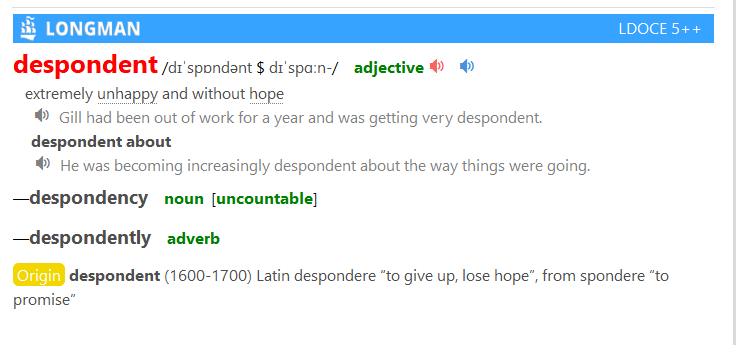 LONGMAN LDOCE 5++
despondent /dɪˈspɒndənt $ dɪˈspɑːn-/ adjective
extremely unhappy and without hope
Gill had been out of work for a year and was getting very despondent.
despondent about
He was becoming increasingly despondent about the way things were going.
—despondency noun [uncountable]
—despondently adverb
Origin despondent (1600-1700) Latin despondere “to give up, lose hope”, from spondere “to
promise”